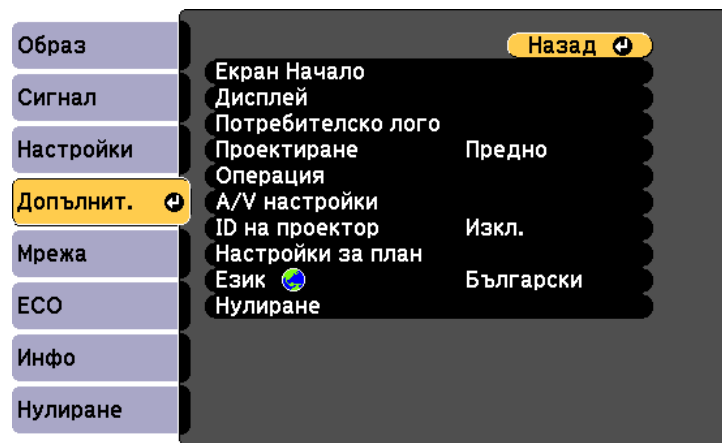 Образ
Сигнал
Настройки
Допълнит.
Мрежа
ECO
Инфо
Нулиране
Назад
Екран Начало
Дисплей
Потребителско лого
Проектиране Предно
Операция
A/V настройки
ID на проектор Изкл.
Настройки за план
Език Български
Нулиране